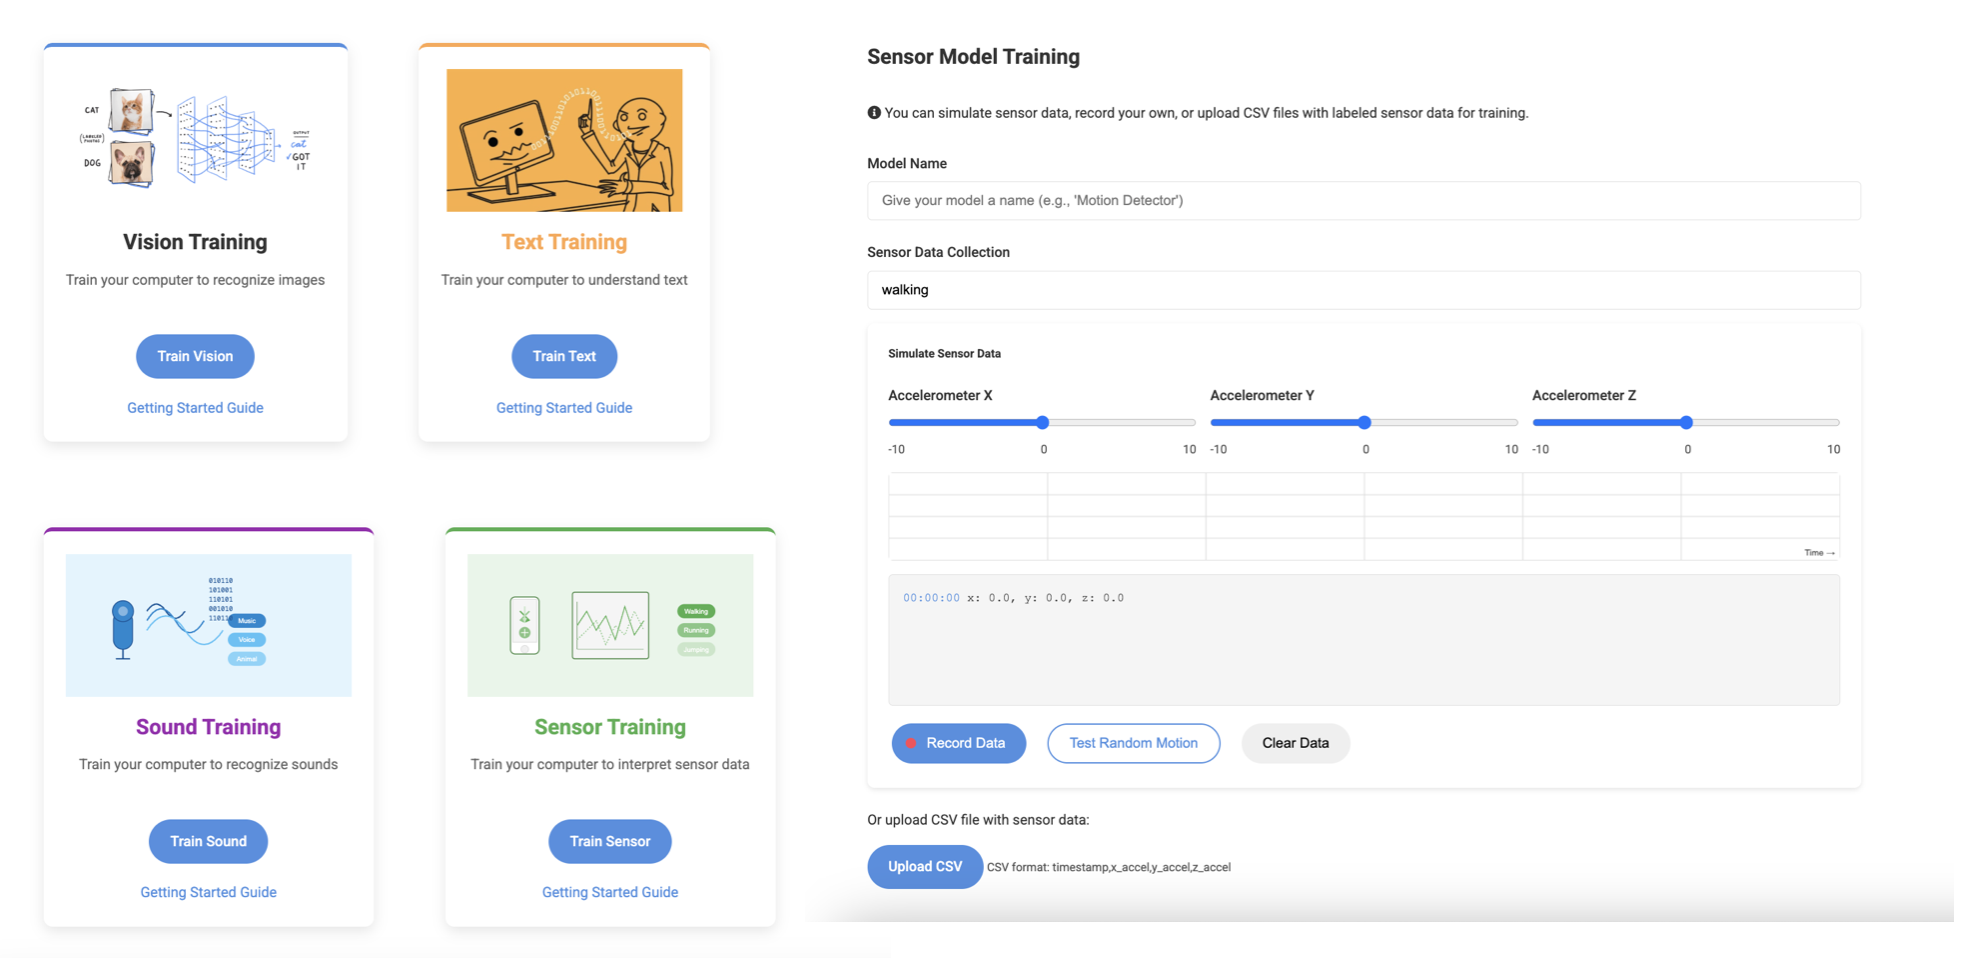 CAT
(LABELED
PHOTOS)
DOG
OUTPUT
cat
✓GOT
IT
Vision Training
Train your computer to recognize images
Train Vision
Getting Started Guide
Text Training
Train your computer to understand text
Train Text
Getting Started Guide
010110
101001
110101
001010
110110
Music
Voice
Animal
Sound Training
Train your computer to recognize sounds
Train Sound
Getting Started Guide
Walking
Running
Jumping
Sensor Training
Train your computer to interpret sensor data
Train Sensor
Getting Started Guide
Sensor Model Training
You can simulate sensor data, record your own, or upload CSV files with labeled sensor data for training.
Model Name
Give your model a name (e.g., 'Motion Detector')
Sensor Data Collection
walking
Simulate Sensor Data
Accelerometer X Accelerometer Y Accelerometer Z
-10 0 10 -10 0 10 -10 0 10
Time →
00:00:00 x: 0.0, y: 0.0, z: 0.0
Record Data Test Random Motion Clear Data
Or upload CSV file with sensor data:
Upload CSV CSV format: timestamp,x_accel,y_accel,z_accel